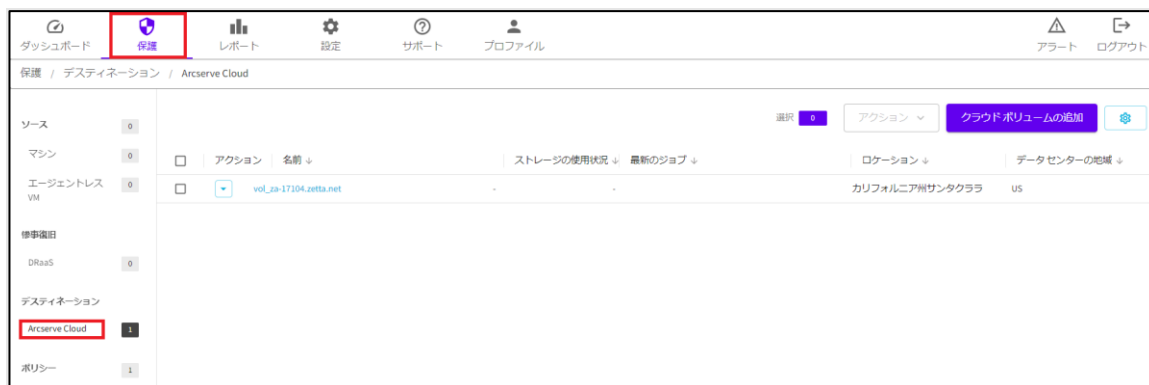 ダッシュボード 保護 レポート 設定 サポート プロファイル アラート ログアウト
保護 / デスティネーション / Arcserve Cloud
選択 0 アクション クラウド ボリュームの追加
ソース 0
マシン 0
エージェントレス VM 0
惨事復旧
DRaaS 0
デスティネーション
Arcserve Cloud 1
ポリシー 1
アクション 名前 ストレージの使用状況 最新のジョブ ロケーション データ センターの地域
vol_za-17104.zetta.net - - カリフォルニア州サンタクララ US